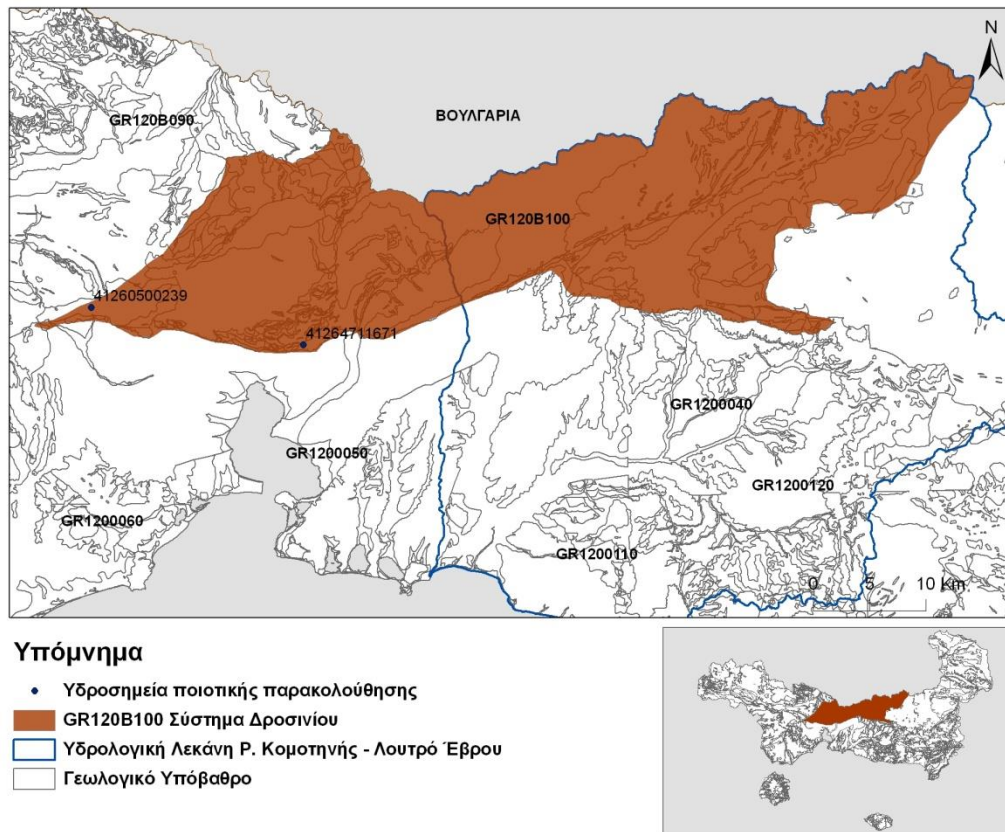 N
GR120B090
ΒΟΥΛΓΑΡΙΑ
GR120B100
41260500239
41264711671
GR1200040
GR1200050
GR1200120
GR1200060
GR1200110
0 5 10 Km
Υπόμνημα
Υδροσημεία ποιοτικής παρακολούθησης
GR120B100 Σύστημα Δροσινίου
Υδρολογική Λεκάνη Ρ. Κομοτηνής - Λουτρό Έβρου
Γεωλογικό Υπόβαθρο